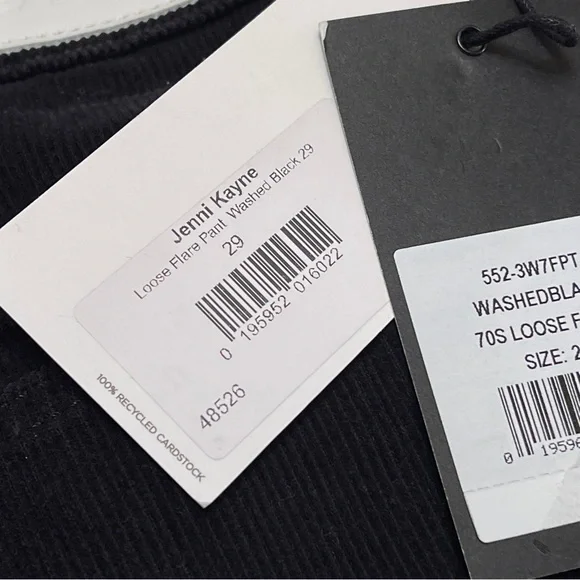 Jenni Kayne
Loose Flare Pant Washed Black 29
29
0 195952 016022
48526
100% RECYCLED CARDSTOCK
552-3W7FPT
WASHEDBLA
70S LOOSE F
SIZE: 2
0 1959